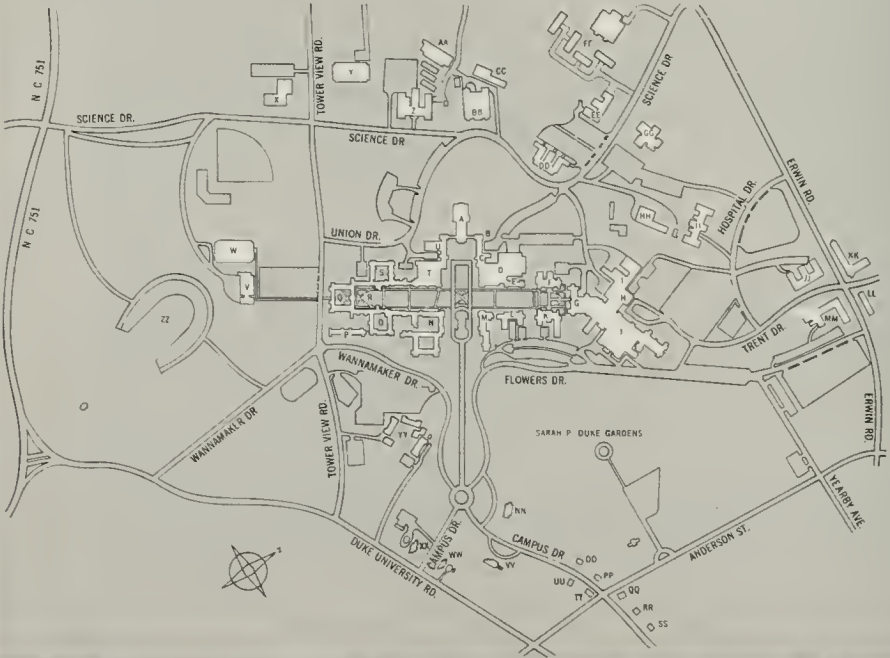 AA
FF
N C 751
TOWER VIEW RD.
Y
CC
SCIENCE DR
X
Z
BB
EE
SCIENCE DR.
SCIENCE DR
GG
DD
ERWIN RD.
HOSPITAL DR.
A
HH
N C 751
UNION DR.
U
B
C
W
T
D
S
KK
V
R
E
G
H
JJ
LL
ZZ
N
M
K
MM
P
TRENT DR.
WANNAMAKER DR.
FLOWERS DR.
ERWIN RD.
WANNAMAKER DR
TOWER VIEW RD.
YY
SARAH P DUKE GARDENS
YEARBY AVE
NN
CAMPUS DR.
CAMPUS DR
ANDERSON ST.
XX
WW
VV
OO
DUKE UNIVERSITY RD.
UU
PP
TT
QQ
RR
SS